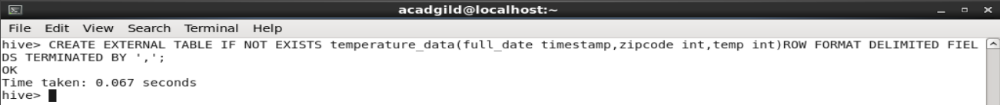 acadgild@localhost:~
File Edit View Search Terminal Help
hive> CREATE EXTERNAL TABLE IF NOT EXISTS temperature_data(full_date timestamp,zipcode int,temp int)ROW FORMAT DELIMITED FIEL
DS TERMINATED BY ',';
OK
Time taken: 0.067 seconds
hive>